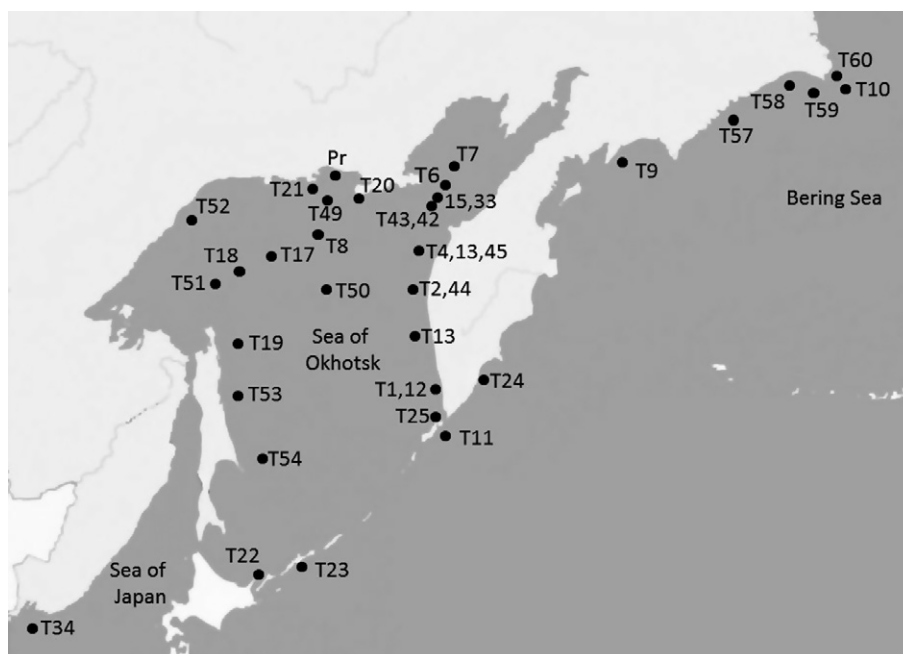 T60
T58
T10
T59
T57
T7
Pr
T6
T9
T20
T21
15,33
T49
T43,42
Bering Sea
T52
T8
T4,13,45
T17
T18
T51
T50
T2,44
Sea of
Okhotsk
T13
T19
T24
T1,12
T53
T25
T11
T54
T22
T23
Sea of
Japan
T34